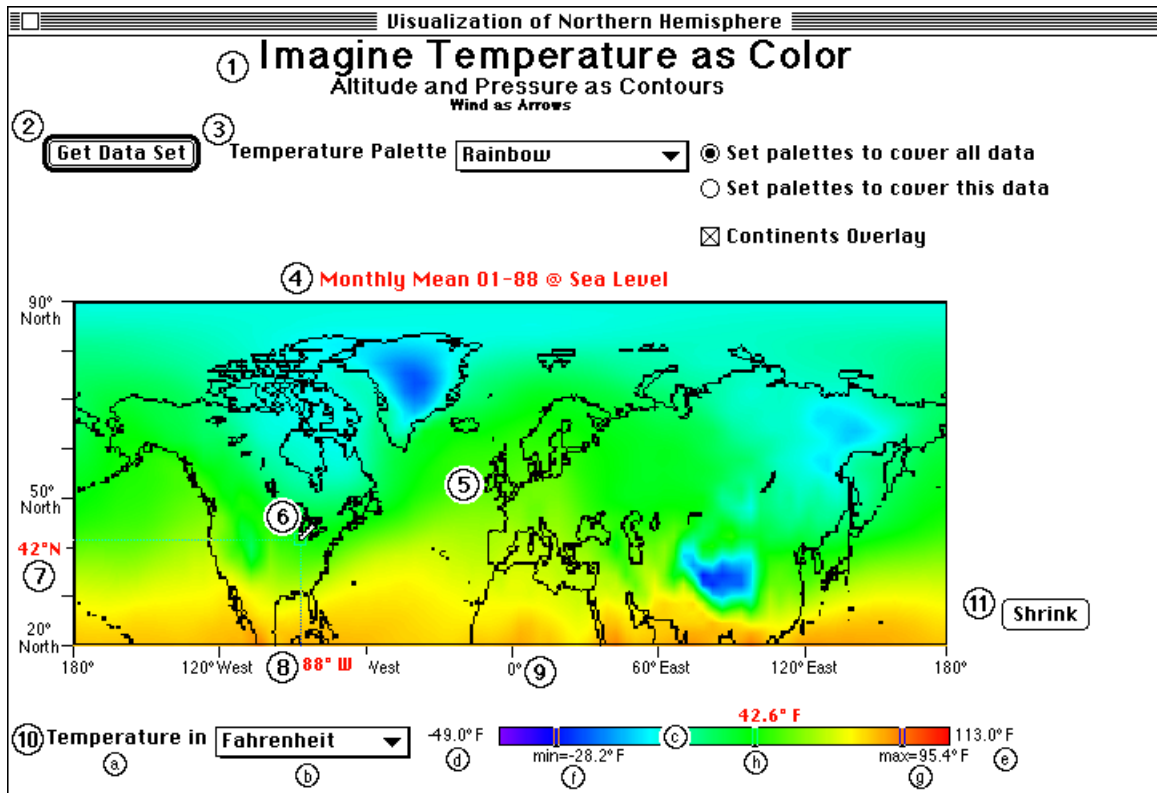 Visualization of Northern Hemisphere
1 Imagine Temperature as Color
Altitude and Pressure as Contours
Wind as Arrows
2 3
Get Data Set Temperature Palette Rainbow Set palettes to cover all data
Set palettes to cover this data
Continents Overlay
4 Monthly Mean 01-88 @ Sea Level
90°
North
50°
North
5
6
42°N
7
20°
North
11 Shrink
180° 120° West 8 88° W West 0° 9 60° East 120° East 180°
42.6° F
10 Temperature in Fahrenheit -49.0° F c 113.0° F
min=-28.2° F max=95.4° F
a b d f h g e